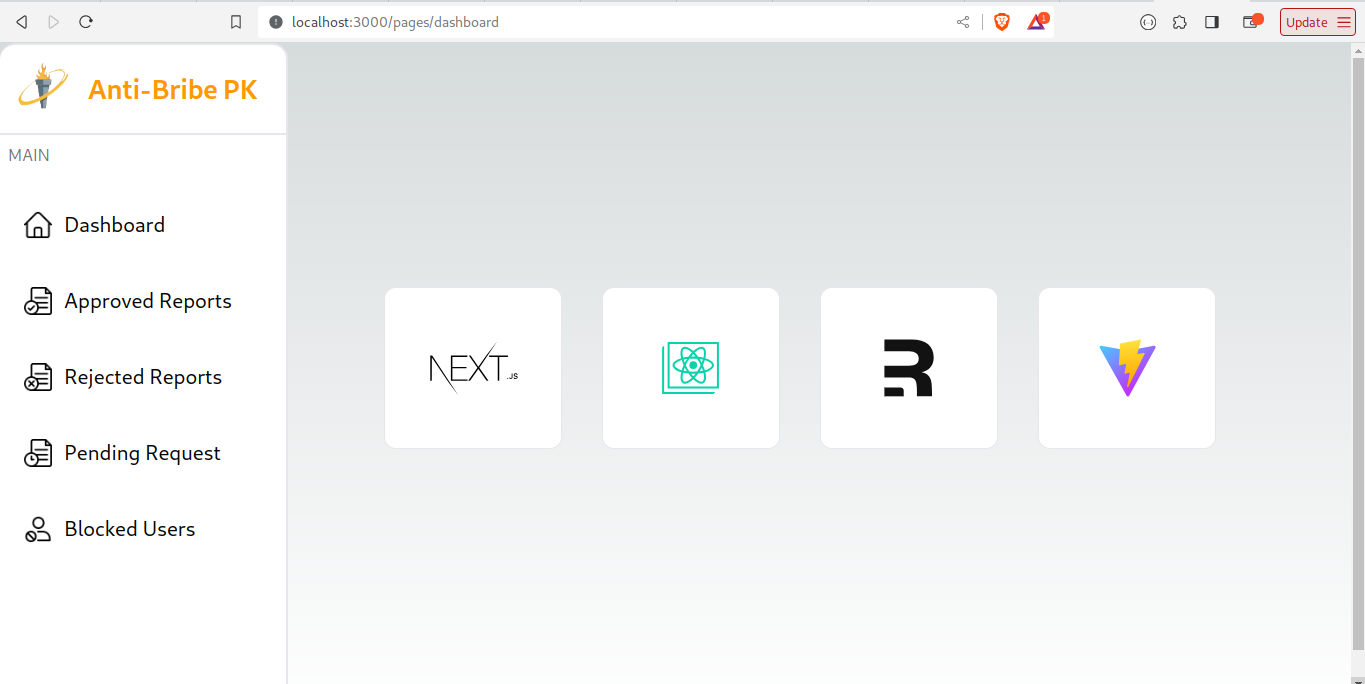 localhost:3000/pages/dashboard
1
Update
Anti-Bribe PK
MAIN
Dashboard
Approved Reports
Rejected Reports
Pending Request
Blocked Users
NEXT.JS